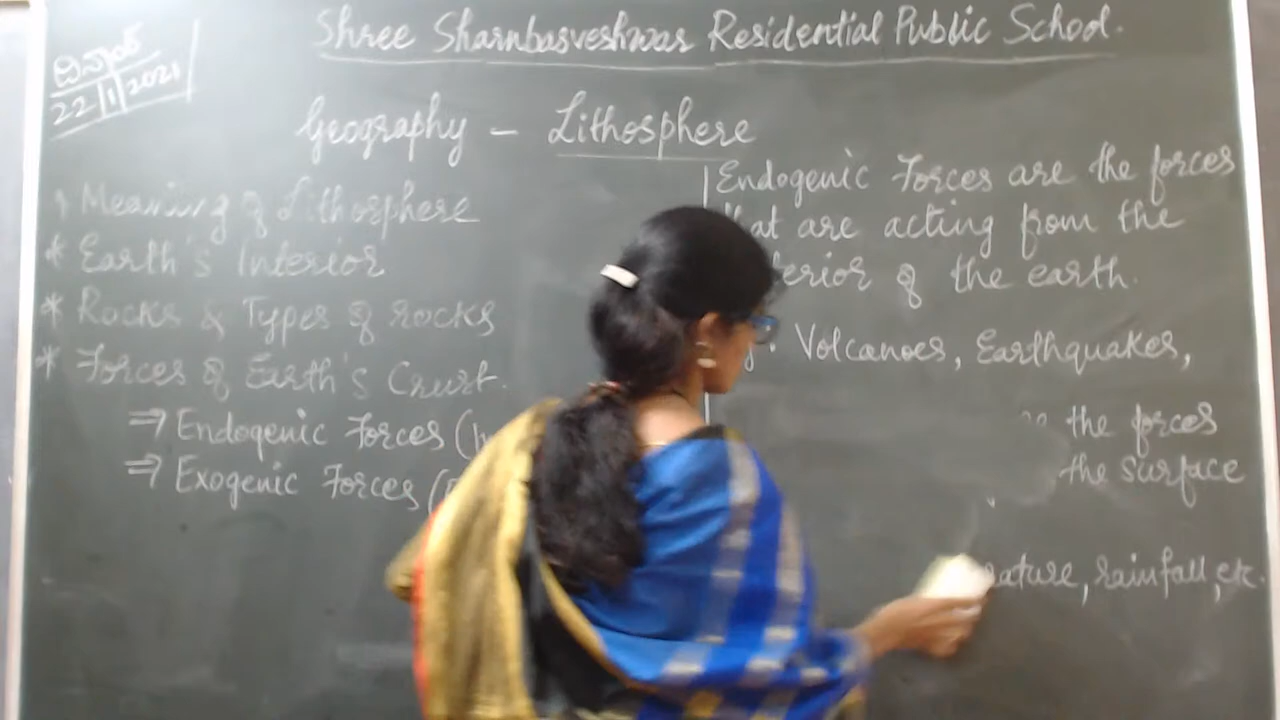 ದಿನಾಂಕ
22/1/2021
Shree Sharnbasveshwar Residential Public School.
Geography - Lithosphere
* Meaning of Lithosphere
* Earth's Interior
* Rocks & Types of rocks
* Forces of Earth's Crust.
⇒ Endogenic Forces (
⇒ Exogenic Forces (
Endogenic Forces are the forces
are acting from the
of the earth.
Volcanoes, Earthquakes,
the forces
the surface
rainfall, etc.